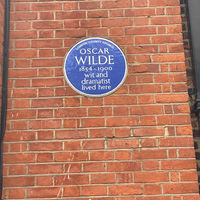 OSCAR
WILDE
1854-1900
wit and
dramatist
lived here